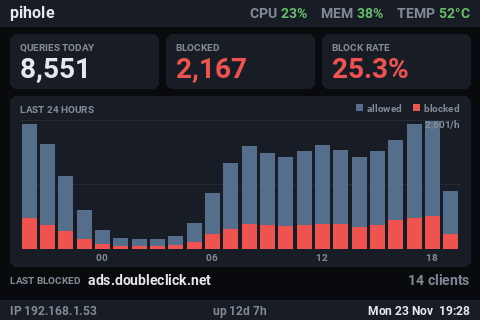 pihole CPU 23% MEM 38% TEMP 52°C
QUERIES TODAY BLOCKED BLOCK RATE
8,551 2,167 25.3%
LAST 24 HOURS allowed blocked
2,601/h
00 06 12 18
LAST BLOCKED ads.doubleclick.net 14 clients
IP 192.168.1.53 up 12d 7h Mon 23 Nov 19:28